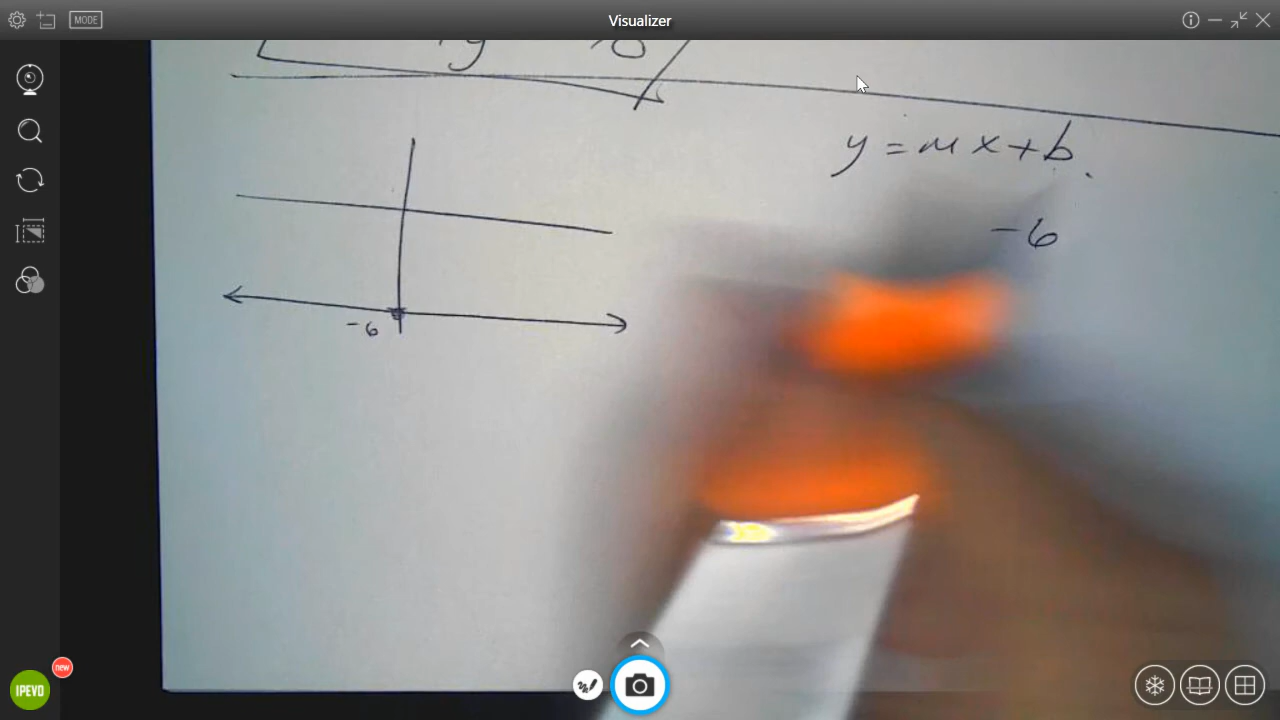 MODE
Visualizer
y = mx + b
-6
-6
new
IPEVO